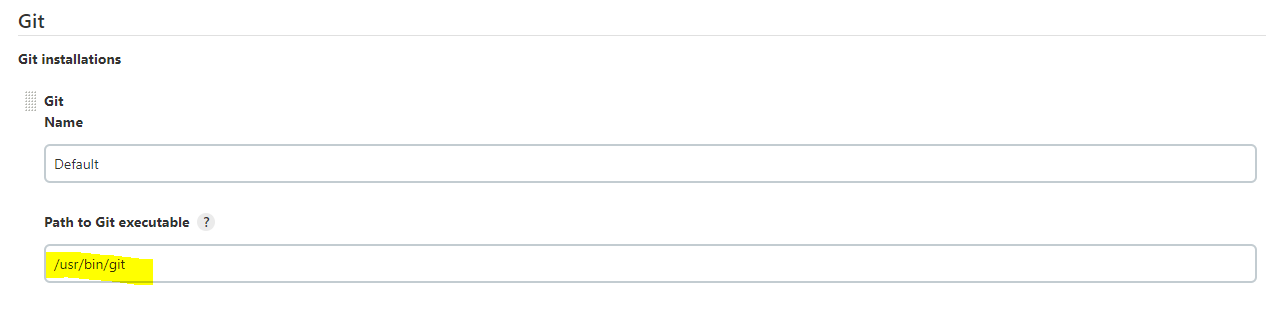 Git
Git installations
Git
Name
Default
Path to Git executable ?
/usr/bin/git